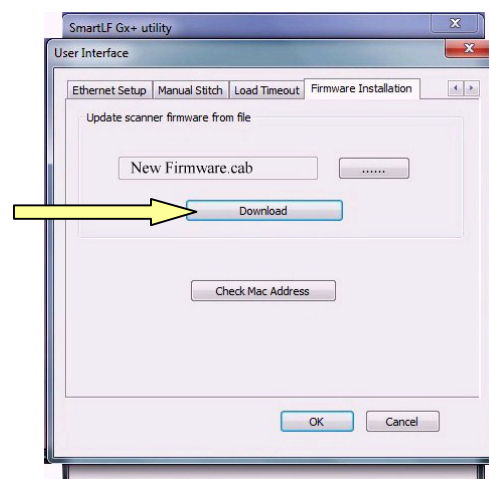 SmartLF Gx+ utility
User Interface
Ethernet Setup Manual Stitch Load Timeout Firmware Installation
Update scanner firmware from file
New Firmware.cab ......
Download
Check Mac Address
OK Cancel